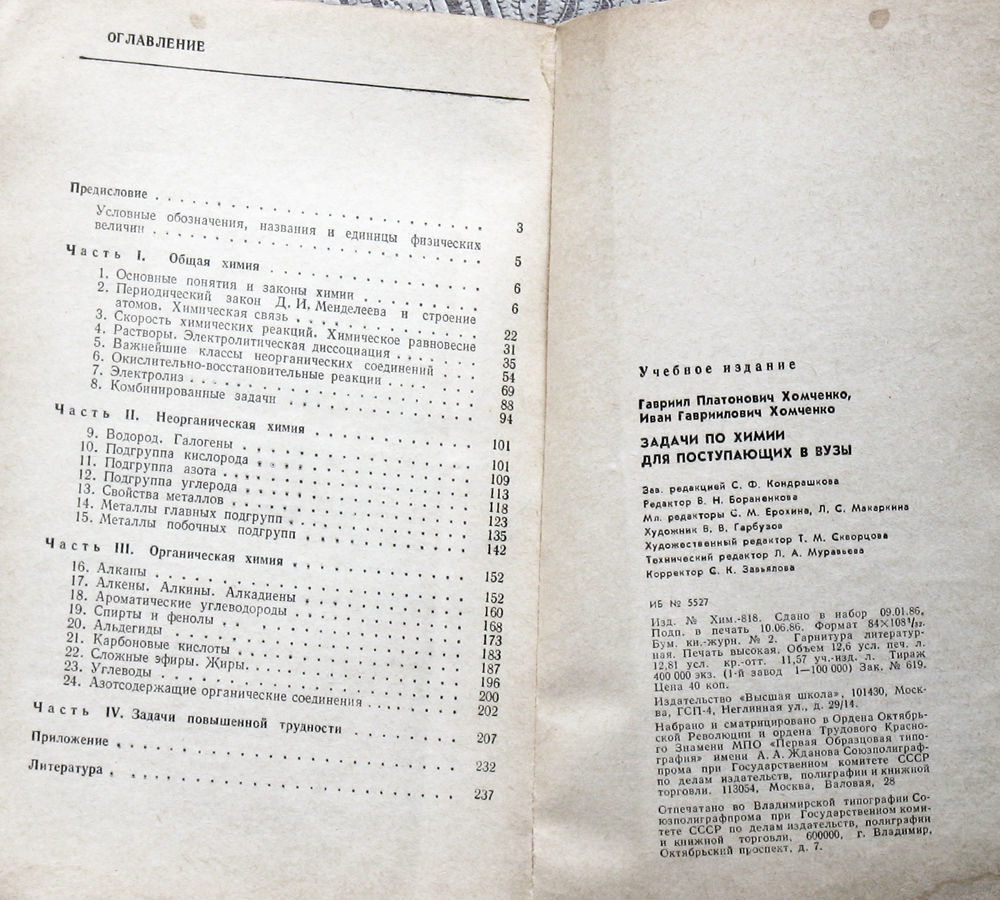 ОГЛАВЛЕНИЕ
Предисловие . . . . . . . . . . . . . . . . . . . 3
Условные обозначения, названия и единицы физических
величин . . . . . . . . . . . . . . . . . . . 5
Часть I. Общая химия . . . . . . . . . . . . . . 6
1. Основные понятия и законы химии . . . . . . . . 6
2. Периодический закон Д. И. Менделеева и строение
атомов. Химическая связь . . . . . . . . . . . . 22
3. Скорость химических реакций. Химическое равновесие 31
4. Растворы. Электролитическая диссоциация . . . . . 35
5. Важнейшие классы неорганических соединений . . . . 54
6. Окислительно-восстановительные реакции . . . . . 69
7. Электролиз . . . . . . . . . . . . . . . . . 88
8. Комбинированные задачи . . . . . . . . . . . . 94
Часть II. Неорганическая химия . . . . . . . . . . 101
9. Водород. Галогены . . . . . . . . . . . . . . 101
10. Подгруппа кислорода . . . . . . . . . . . . . 109
11. Подгруппа азота . . . . . . . . . . . . . . . 113
12. Подгруппа углерода . . . . . . . . . . . . . . 118
13. Свойства металлов . . . . . . . . . . . . . . 123
14. Металлы главных подгрупп . . . . . . . . . . . 135
15. Металлы побочных подгрупп . . . . . . . . . . . 142
Часть III. Органическая химия . . . . . . . . . . 152
16. Алканы . . . . . . . . . . . . . . . . . . . 152
17. Алкены. Алкины. Алкадиены . . . . . . . . . . . 160
18. Ароматические углеводороды . . . . . . . . . . 168
19. Спирты и фенолы . . . . . . . . . . . . . . . 173
20. Альдегиды . . . . . . . . . . . . . . . . . . 183
21. Карбоновые кислоты . . . . . . . . . . . . . . 187
22. Сложные эфиры. Жиры. . . . . . . . . . . . . . 196
23. Углеводы . . . . . . . . . . . . . . . . . . 200
24. Азотсодержащие органические соединения . . . . . 202
Часть IV. Задачи повышенной трудности . . . . . . . 207
Приложение . . . . . . . . . . . . . . . . . . . 232
Литература . . . . . . . . . . . . . . . . . . . 237
Учебное издание
Гавриил Платонович Хомченко,
Иван Гавриилович Хомченко
ЗАДАЧИ ПО ХИМИИ
ДЛЯ ПОСТУПАЮЩИХ В ВУЗЫ
Зав. редакцией С. Ф. Кондрашкова
Редактор В. Н. Бораненкова
Мл. редакторы С. М. Ерохина, Л. С. Макаркина
Художник В. В. Гарбузов
Художественный редактор Т. М. Скворцова
Технический редактор Л. А. Муравьева
Корректор С. К. Завьялова
ИБ № 5527
Изд. № Хим.-818. Сдано в набор 09.01.86.
Подп. в печать 10.06.86. Формат 84×108 1/32.
Бум. кн.-журн. № 2. Гарнитура литератур-
ная. Печать высокая. Объем 12,6 усл. печ. л.
12,81 усл. кр.-отт. 11,57 уч.-изд. л. Тираж
400 000 экз. (1-й завод 1—100 000) Зак. № 619.
Цена 40 коп.
Издательство «Высшая школа», 101430, Моск-
ва, ГСП-4, Неглинная ул., д. 29/14.
Набрано и сматрицировано в Ордена Октябрь-
ской Революции и ордена Трудового Красно-
го Знамени МПО «Первая Образцовая типо-
графия» имени А. А. Жданова Союзполиграф-
прома при Государственном комитете СССР
по делам издательств, полиграфии и книжной
торговли. 113054, Москва, Валовая, 28
Отпечатано во Владимирской типографии Со-
юзполиграфпрома при Государственном коми-
тете СССР по делам издательств, полиграфии
и книжной торговли, 600000, г. Владимир,
Октябрьский проспект, д. 7.